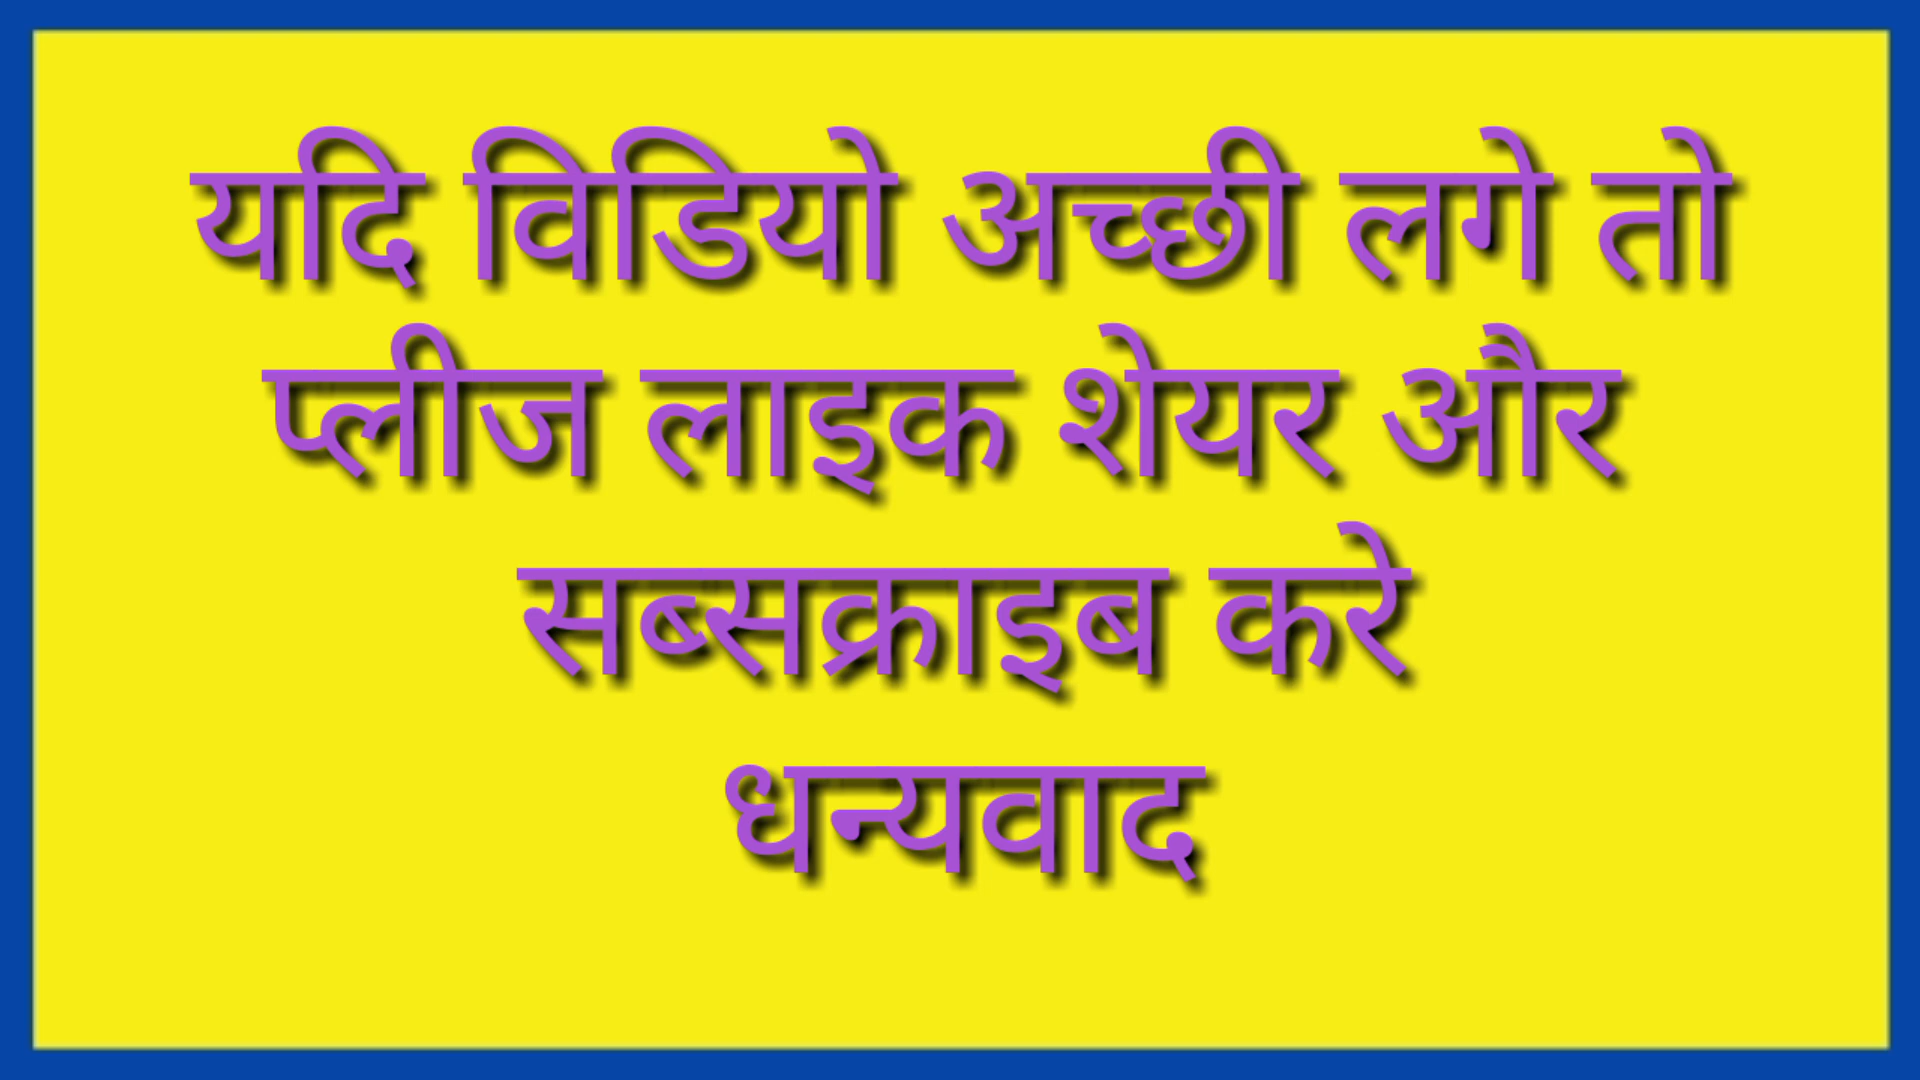 यदि विडियो अच्छी लगे तो
प्लीज लाइक शेयर और
सब्सक्राइब करे
धन्यवाद